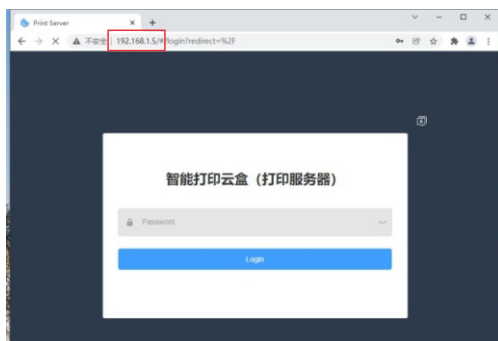 Print Server
不安全 192.168.1.5/#/login?redirect=%2F
智能打印云盒（打印服务器）
Password
Login